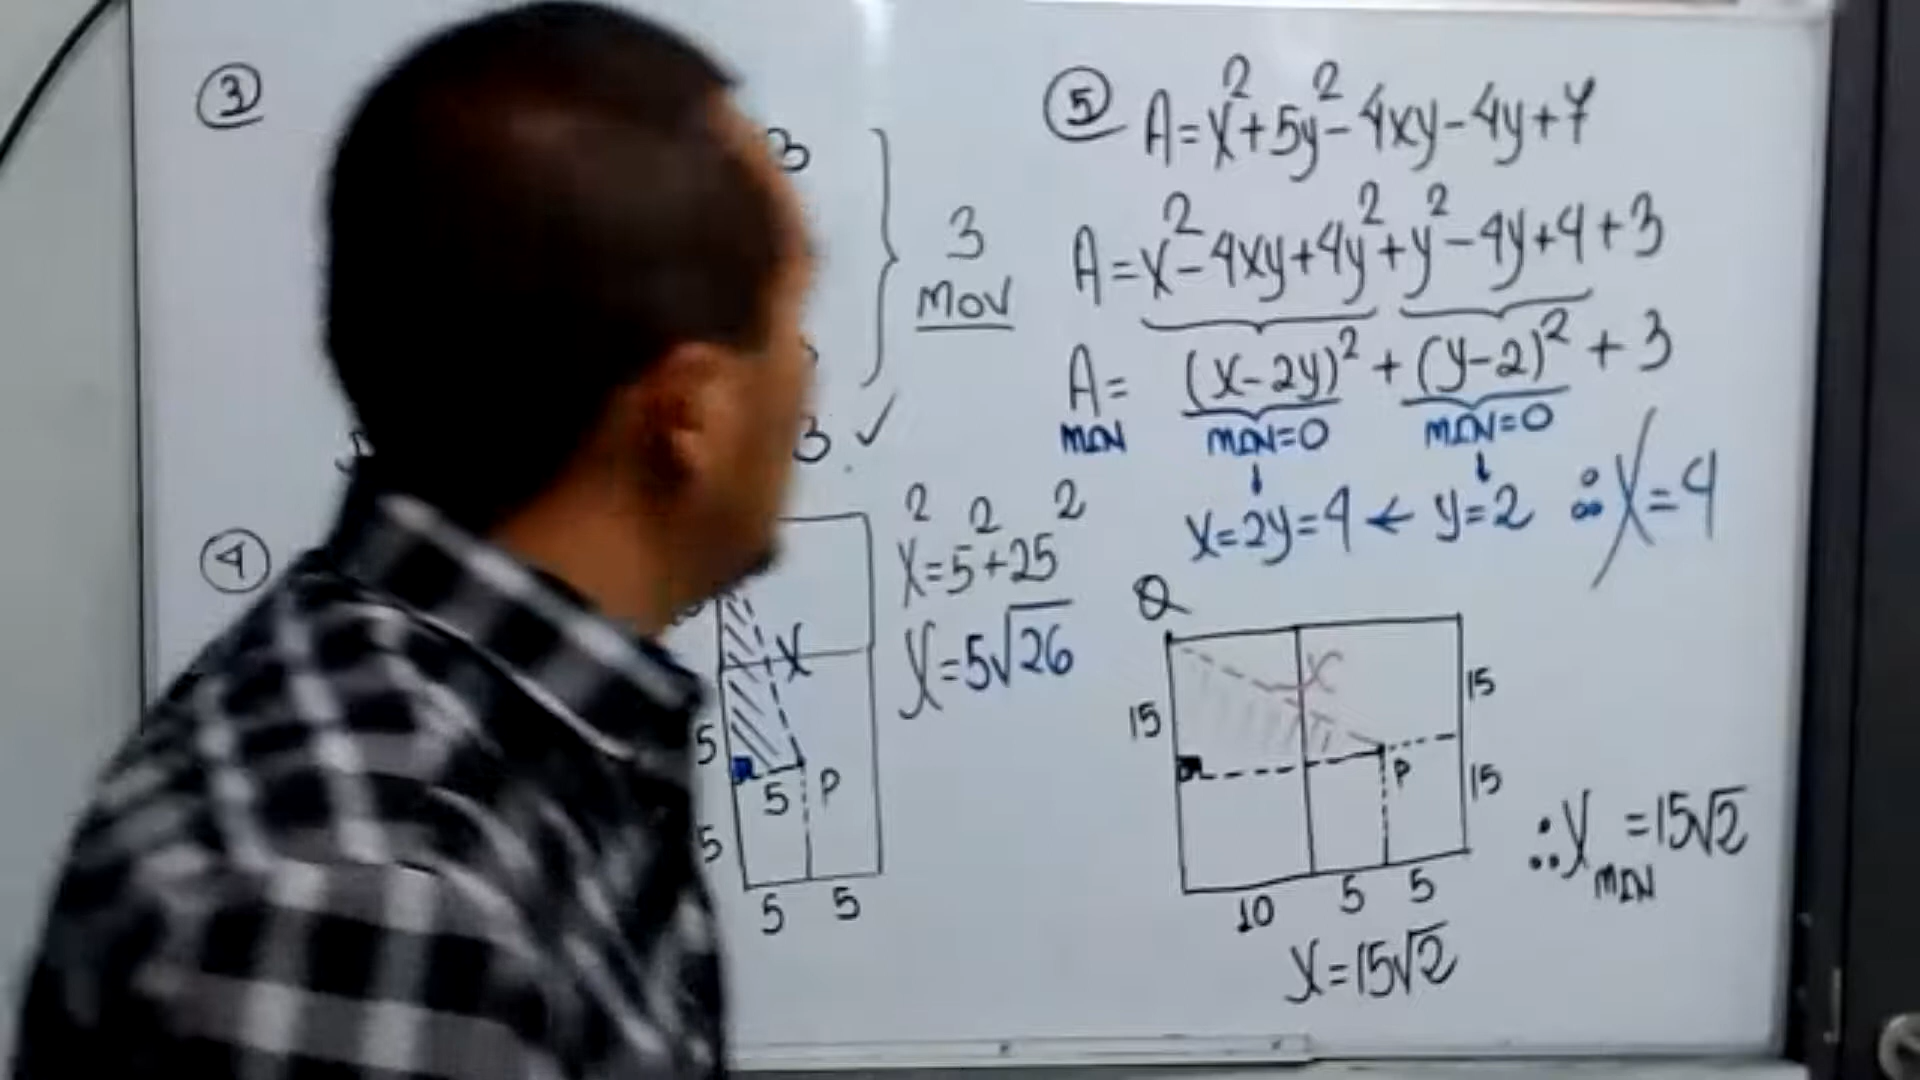 ③
3
3
MOV
3 ✓
④
x²=5²+25²
x=5√26
X
5
5 P
5
5 5
⑤ A=x²+5y²-4xy-4y+7
A=x²-4xy+4y²+y²-4y+4+3
A= (x-2y)²+(y-2)²+3
MIN MIN=0 MIN=0
x=2y=4 ← y=2 ∴x=4
Q
X
15
15
P
15
10 5 5
x=15√2
∴x MIN =15√2